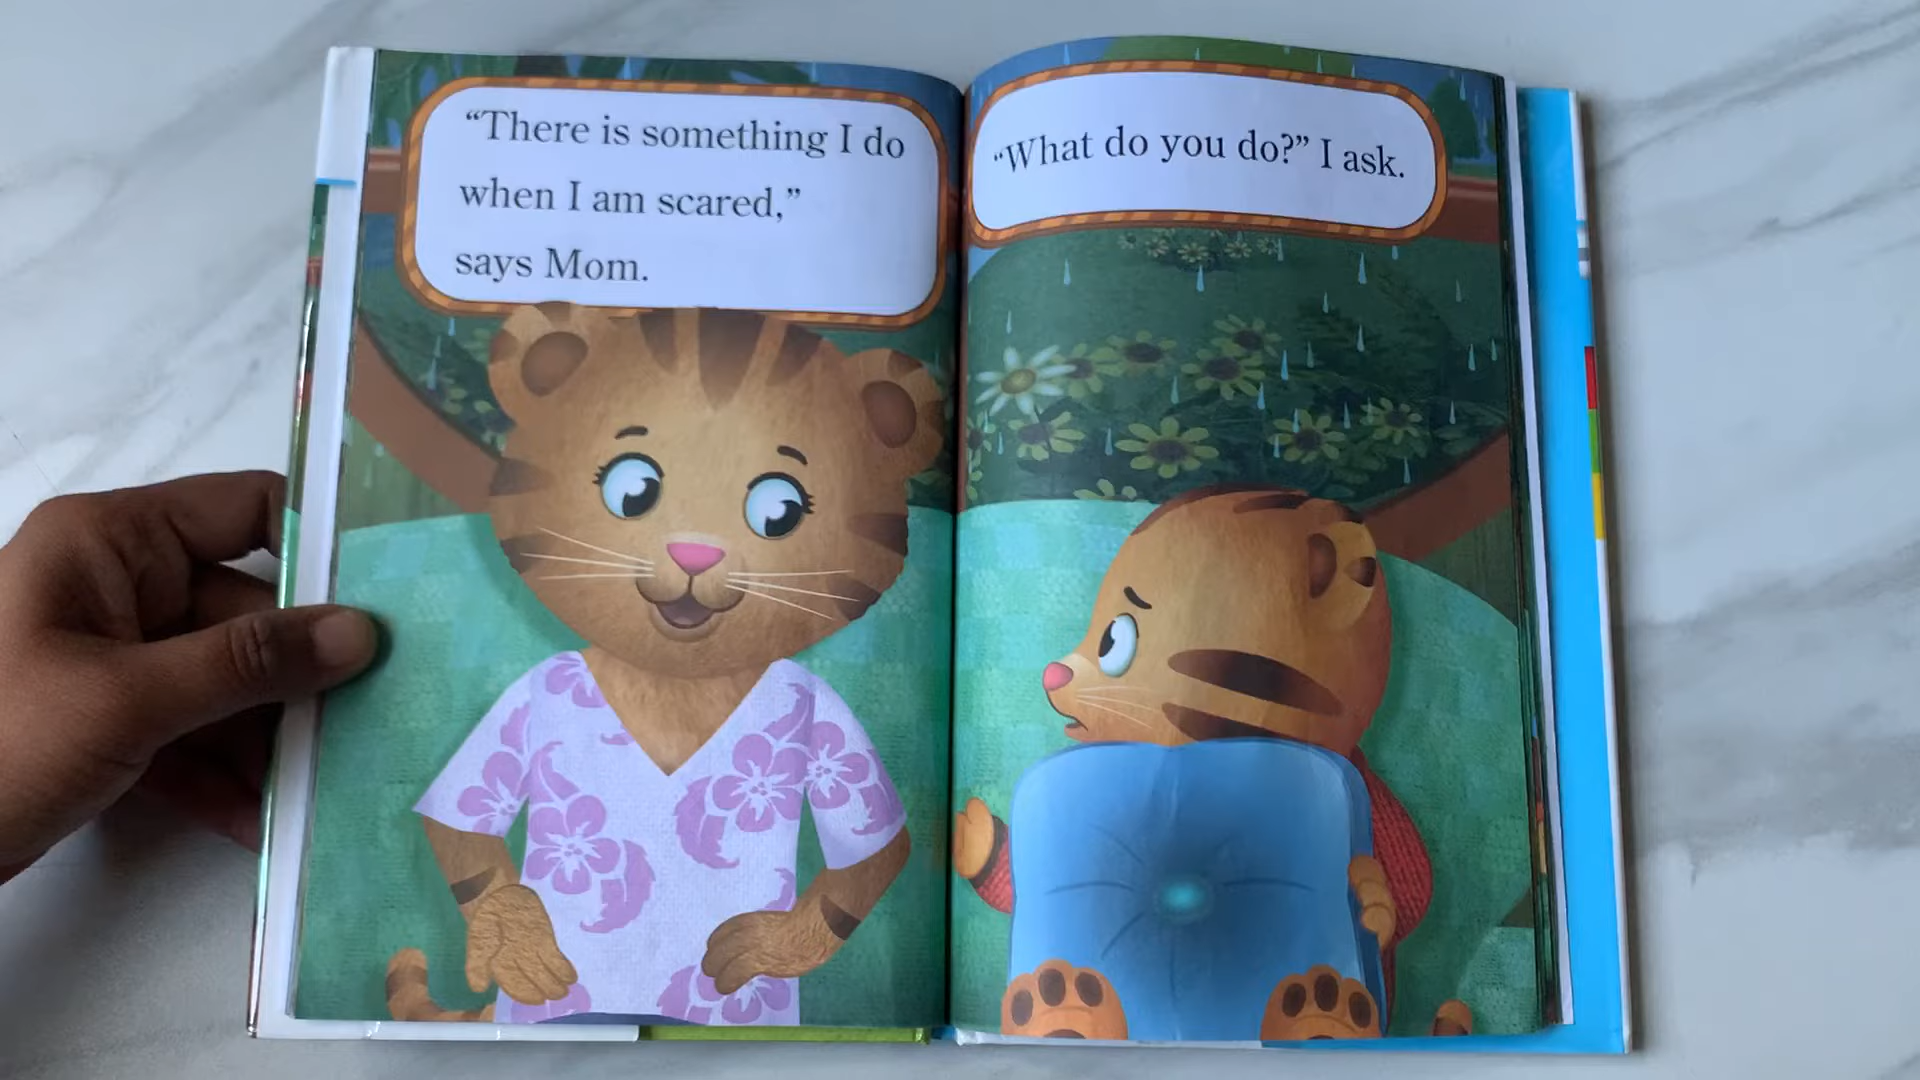 “There is something I do
when I am scared,”
says Mom.
“What do you do?” I ask.